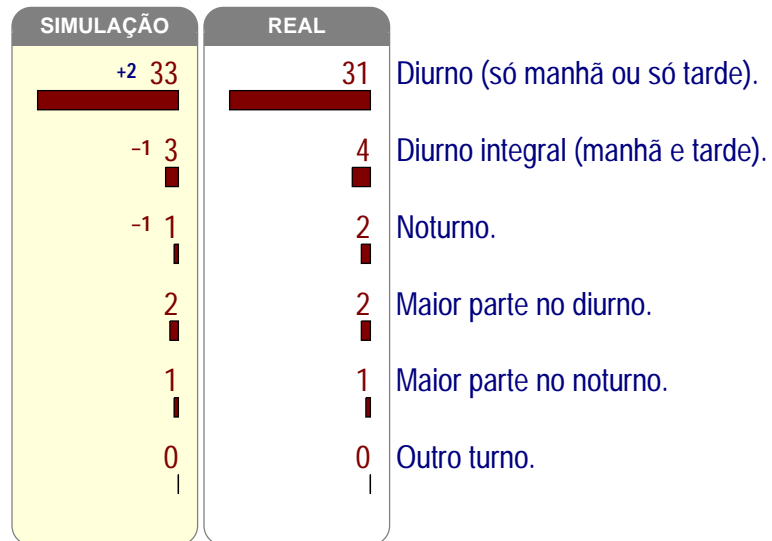 SIMULAÇÃO REAL
+2 33 31 Diurno (só manhã ou só tarde).
−1 3 4 Diurno integral (manhã e tarde).
−1 1 2 Noturno.
2 2 Maior parte no diurno.
1 1 Maior parte no noturno.
0 0 Outro turno.